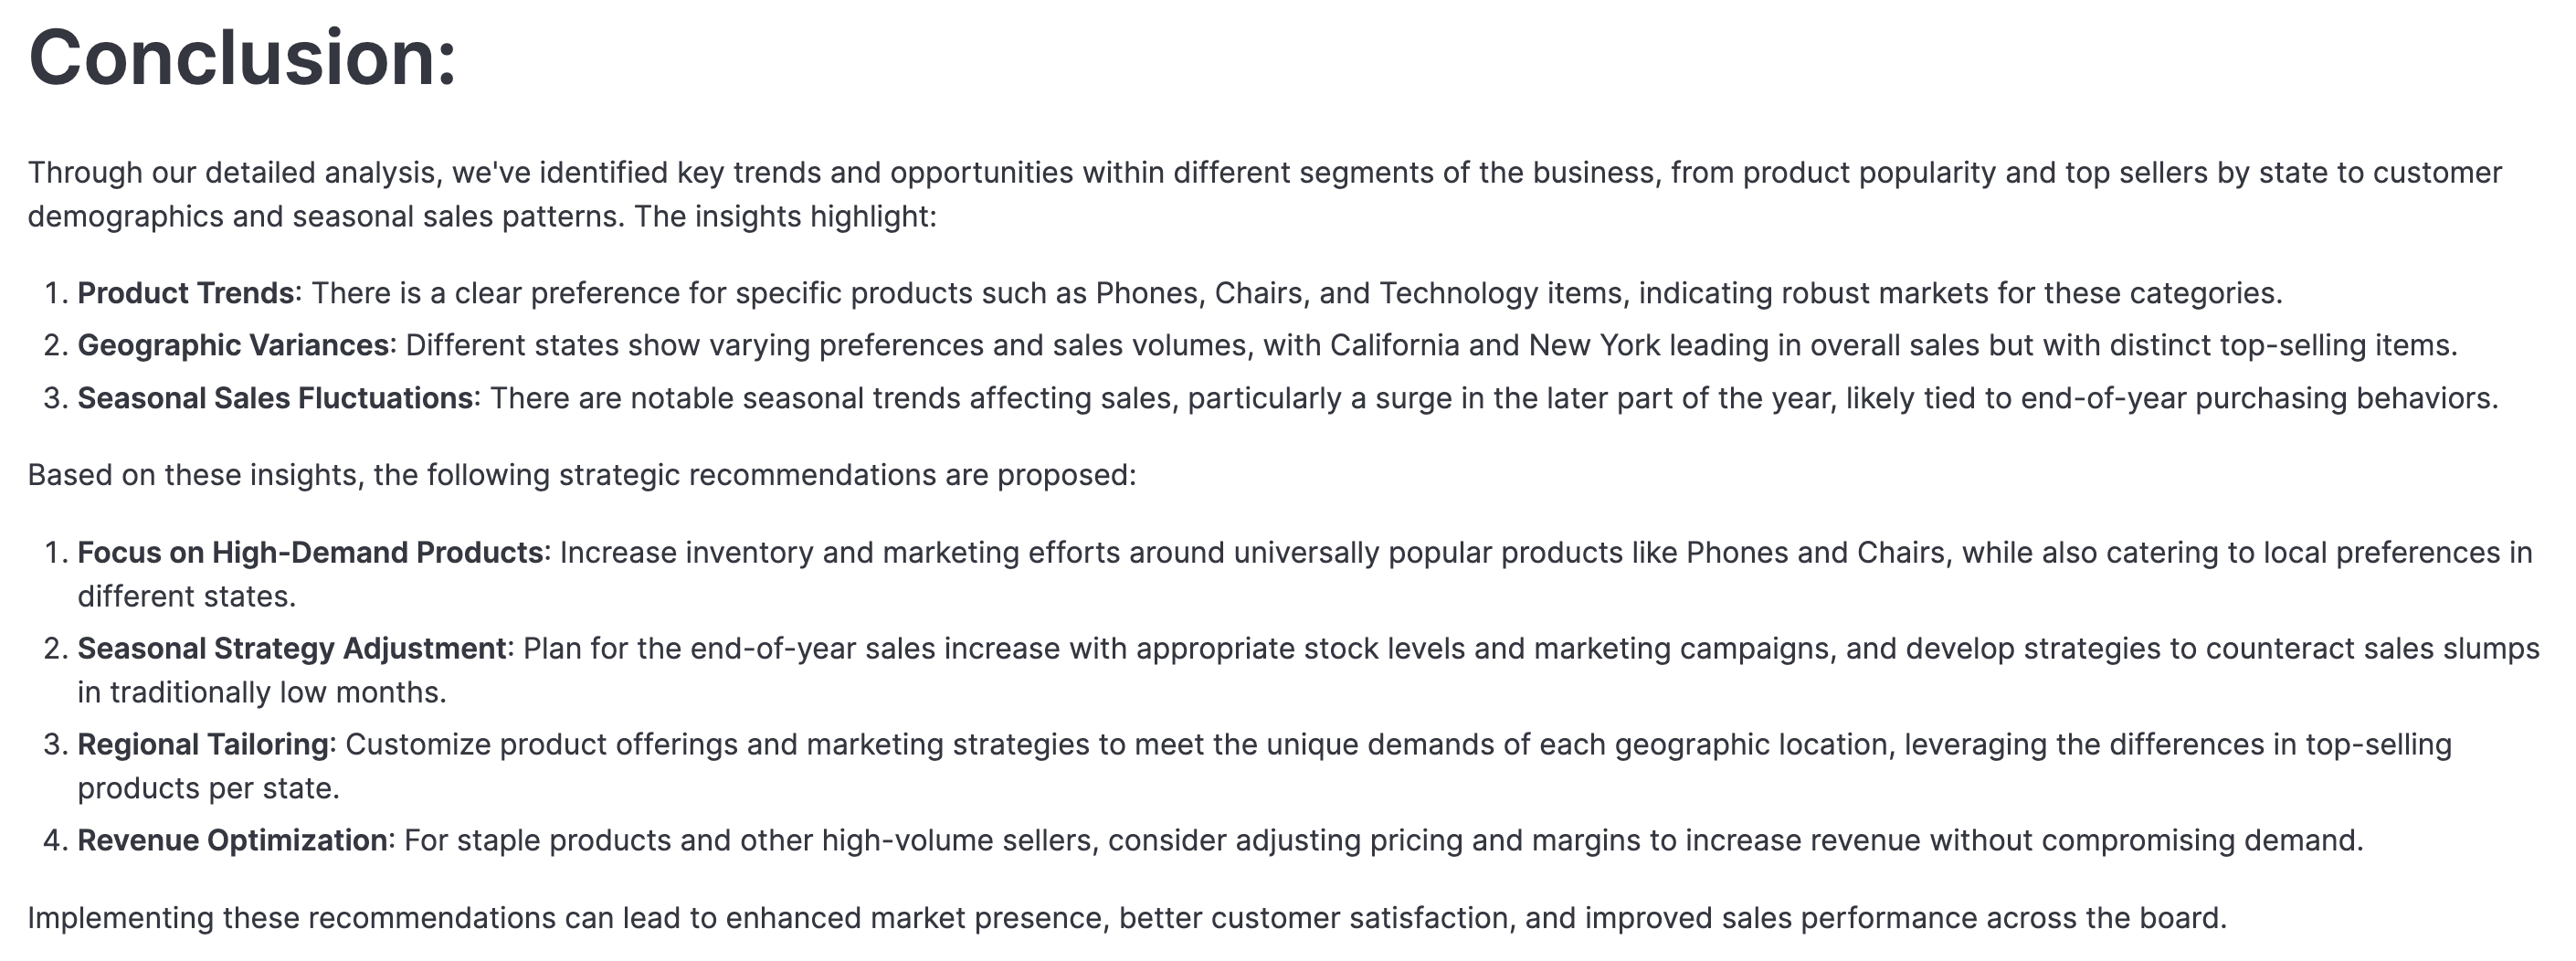 Conclusion:
Through our detailed analysis, we've identified key trends and opportunities within different segments of the business, from product popularity and top sellers by state to customer
demographics and seasonal sales patterns. The insights highlight:
1. Product Trends: There is a clear preference for specific products such as Phones, Chairs, and Technology items, indicating robust markets for these categories.
2. Geographic Variances: Different states show varying preferences and sales volumes, with California and New York leading in overall sales but with distinct top-selling items.
3. Seasonal Sales Fluctuations: There are notable seasonal trends affecting sales, particularly a surge in the later part of the year, likely tied to end-of-year purchasing behaviors.
Based on these insights, the following strategic recommendations are proposed:
1. Focus on High-Demand Products: Increase inventory and marketing efforts around universally popular products like Phones and Chairs, while also catering to local preferences in
different states.
2. Seasonal Strategy Adjustment: Plan for the end-of-year sales increase with appropriate stock levels and marketing campaigns, and develop strategies to counteract sales slumps
in traditionally low months.
3. Regional Tailoring: Customize product offerings and marketing strategies to meet the unique demands of each geographic location, leveraging the differences in top-selling
products per state.
4. Revenue Optimization: For staple products and other high-volume sellers, consider adjusting pricing and margins to increase revenue without compromising demand.
Implementing these recommendations can lead to enhanced market presence, better customer satisfaction, and improved sales performance across the board.